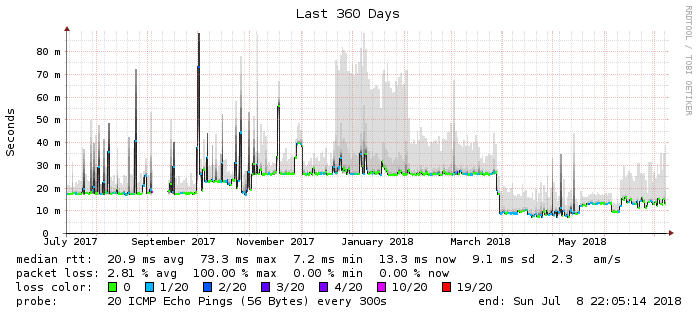 Last 360 Days
RRDTOOL / TOBI OETIKER
Seconds
80 m
70 m
60 m
50 m
40 m
30 m
20 m
10 m
0
July 2017 September 2017 November 2017 January 2018 March 2018 May 2018
median rtt: 20.9 ms avg 73.3 ms max 7.2 ms min 13.3 ms now 9.1 ms sd 2.3 am/s
packet loss: 2.81 % avg 100.00 % max 0.00 % min 0.00 % now
loss color: 0 1/20 2/20 3/20 4/20 10/20 19/20
probe: 20 ICMP Echo Pings (56 Bytes) every 300s end: Sun Jul 8 22:05:14 2018